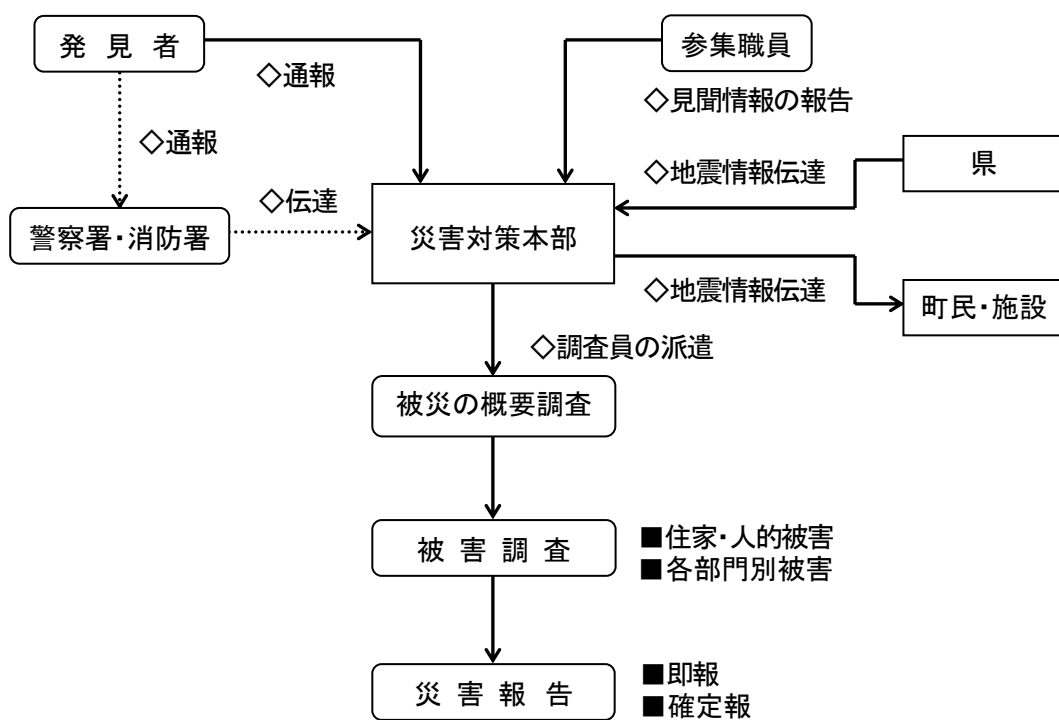 発見者
参集職員
◇通報
◇見聞情報の報告
◇通報
県
◇地震情報伝達
◇伝達
警察署・消防署
災害対策本部
◇地震情報伝達
町民・施設
◇調査員の派遣
被災の概要調査
被害調査
■住家・人的被害
■各部門別被害
災害報告
■即報
■確定報